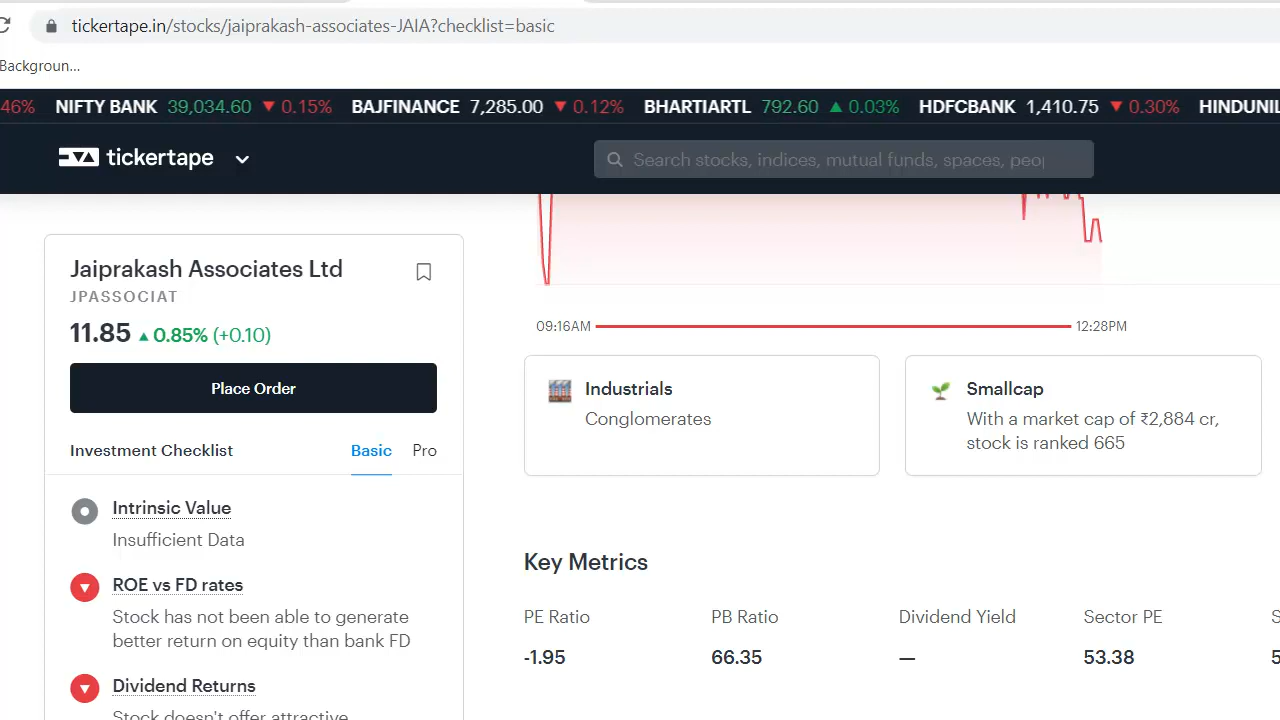 tickertape.in/stocks/jaiprakash-associates-JAIA?checklist=basic
Backgroun...
46% NIFTY BANK 39,034.60 ▼ 0.15% BAJFINANCE 7,285.00 ▼ 0.12% BHARTIARTL 792.60 ▲ 0.03% HDFCBANK 1,410.75 ▼ 0.30% HINDUNIL
tickertape
Search stocks, indices, mutual funds, spaces, peop
Jaiprakash Associates Ltd
JPASSOCIAT
11.85 ▲ 0.85% (+0.10)
Place Order
Investment Checklist Basic Pro
Intrinsic Value
Insufficient Data
ROE vs FD rates
Stock has not been able to generate
better return on equity than bank FD
Dividend Returns
Stock doesn't offer attractive
09:16AM 12:28PM
Industrials
Conglomerates
Smallcap
With a market cap of ₹2,884 cr,
stock is ranked 665
Key Metrics
PE Ratio PB Ratio Dividend Yield Sector PE S
-1.95 66.35 — 53.38 5